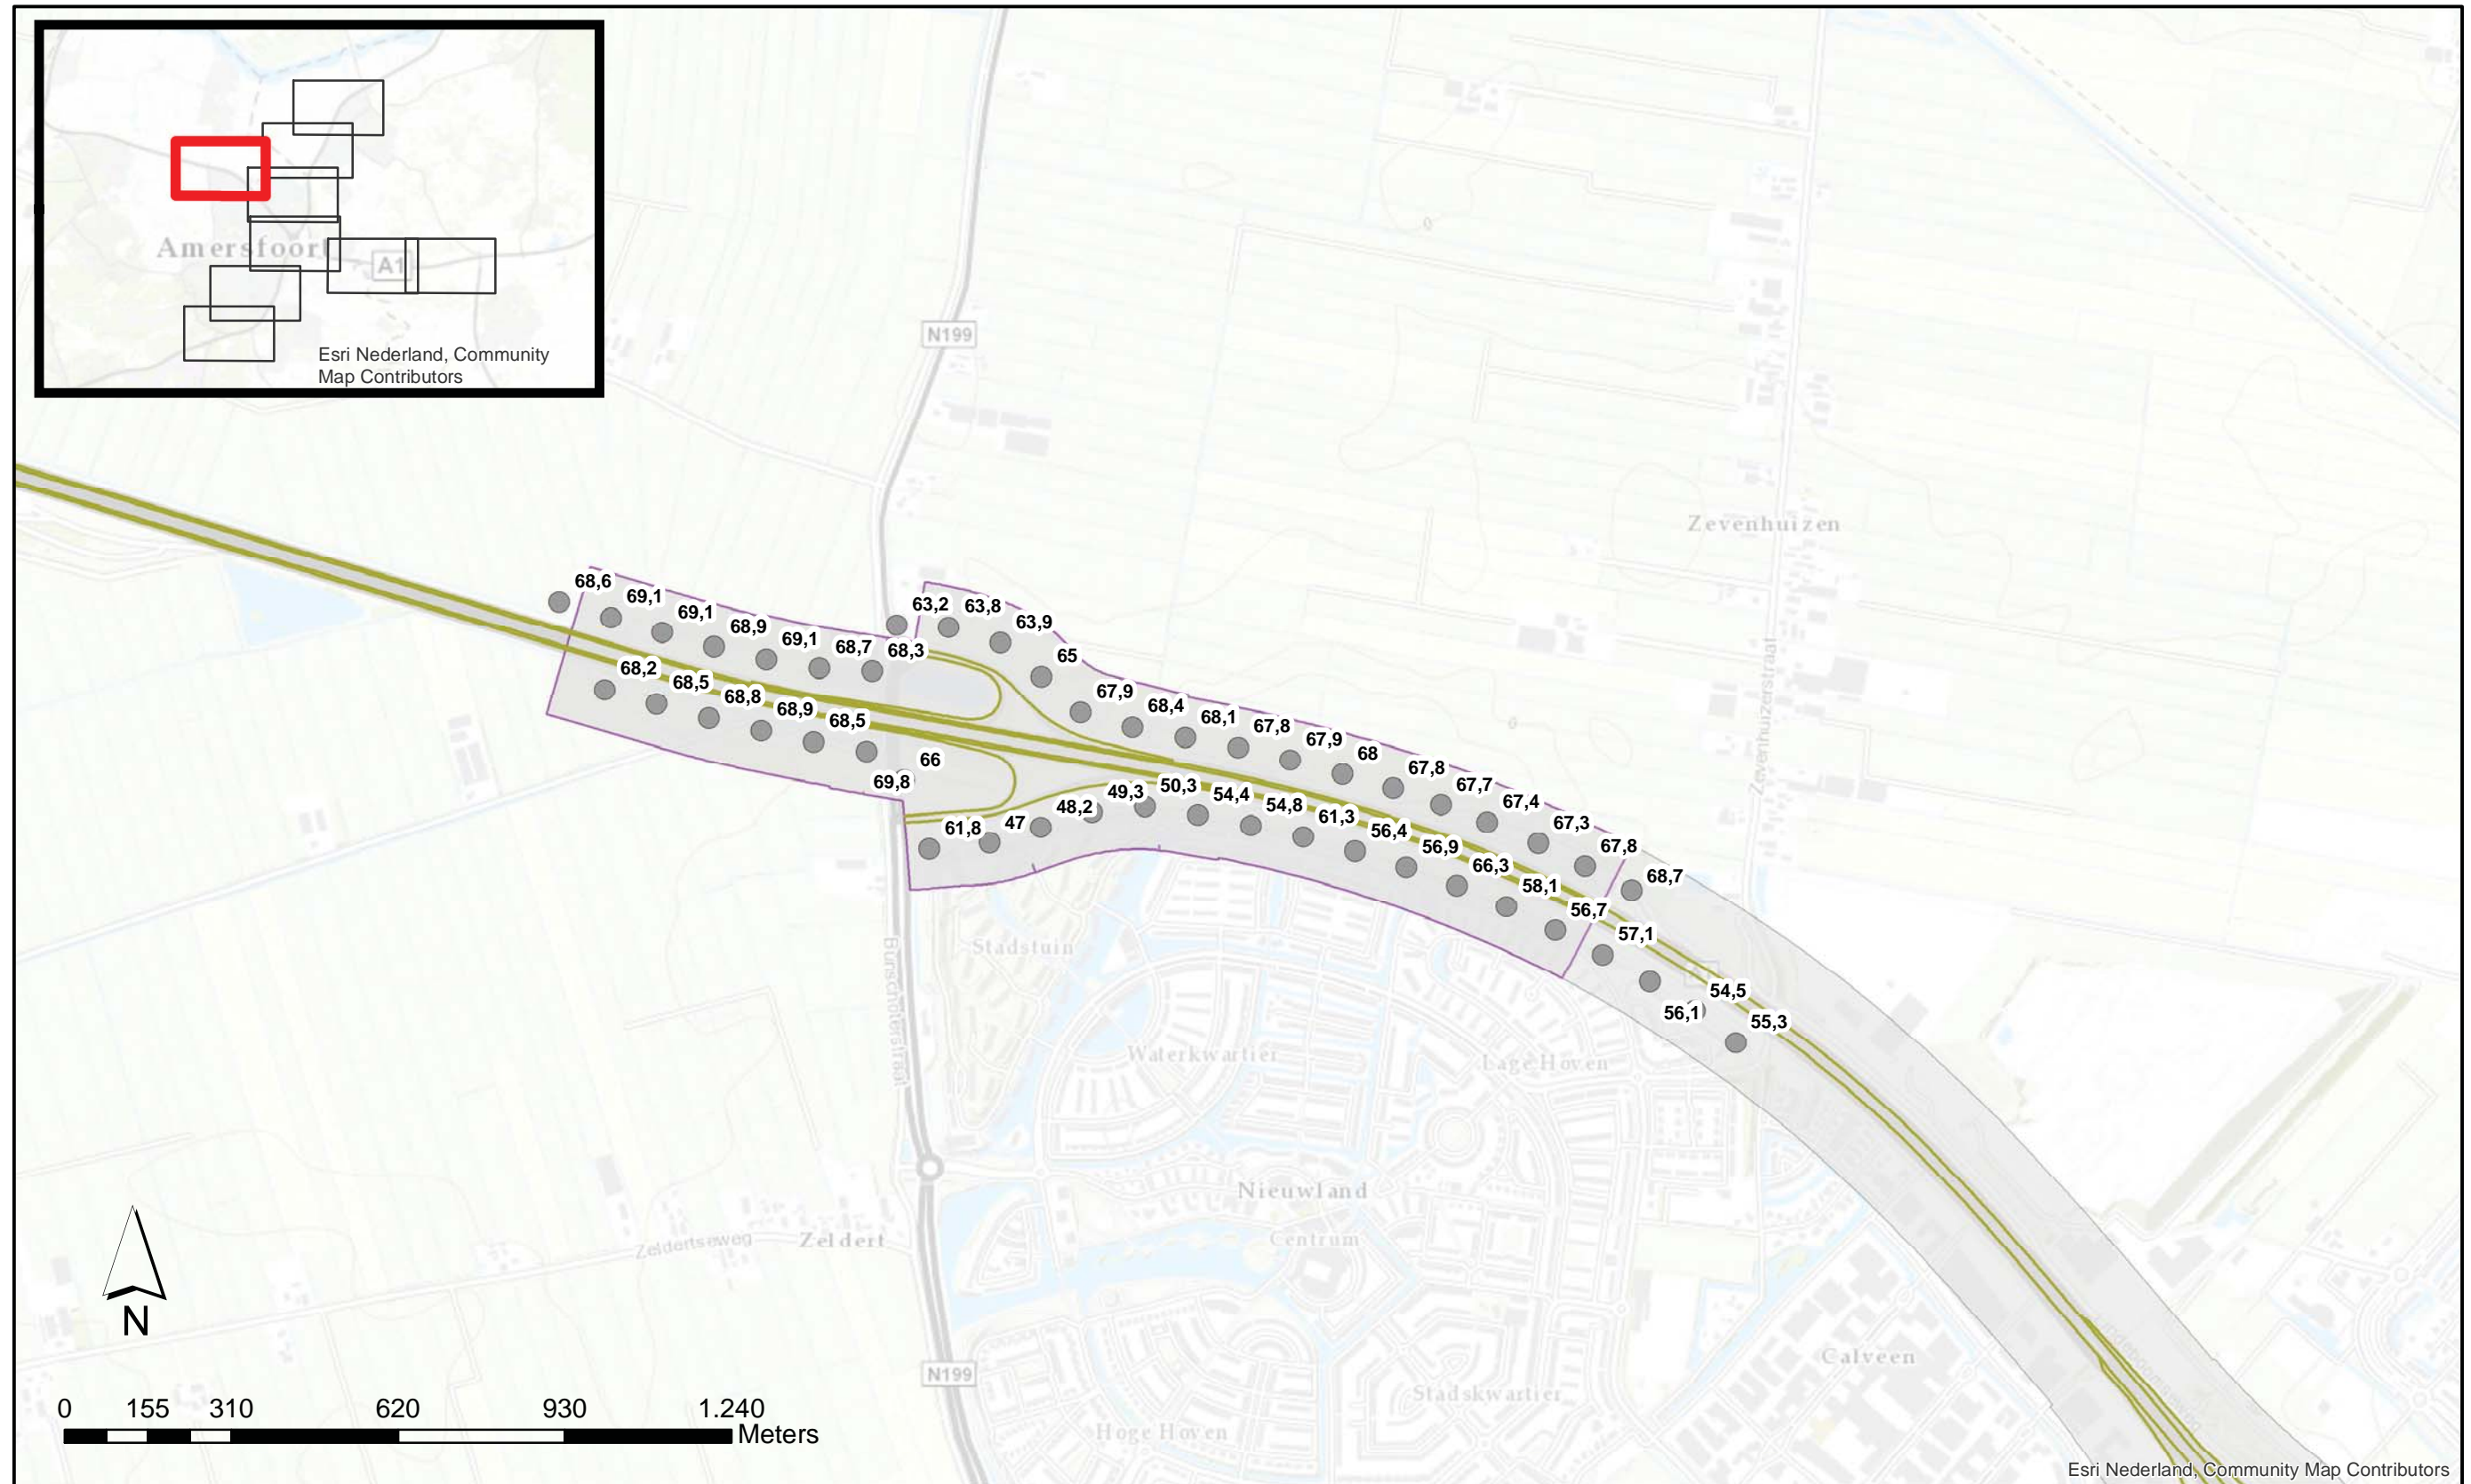 Amersfoort
A1
Esri Nederland, Community
Map Contributors
N199
Zevenhuizen
68,6
69,1
69,1
68,9
69,1
68,7
68,3
63,2
63,8
63,9
65
68,2
68,5
68,8
68,9
68,5
66
69,8
67,9
68,4
68,1
67,8
67,9
68
67,8
67,7
67,4
67,3
67,8
68,7
61,8
47
48,2
49,3
50,3
54,4
54,8
61,3
56,4
56,9
66,3
58,1
56,7
57,1
56,1
54,5
55,3
Zevenhuizerstraat
Stadstuin
Bunschoterstraat
Waterkwartier
Lage Hoven
Nieuwland
Centrum
Zeldertseweg
Zeldert
Calveen
N199
Stadskwartier
Hoge Hoven
N
0 155 310 620 930 1.240
Meters
Esri Nederland, Community Map Contributors